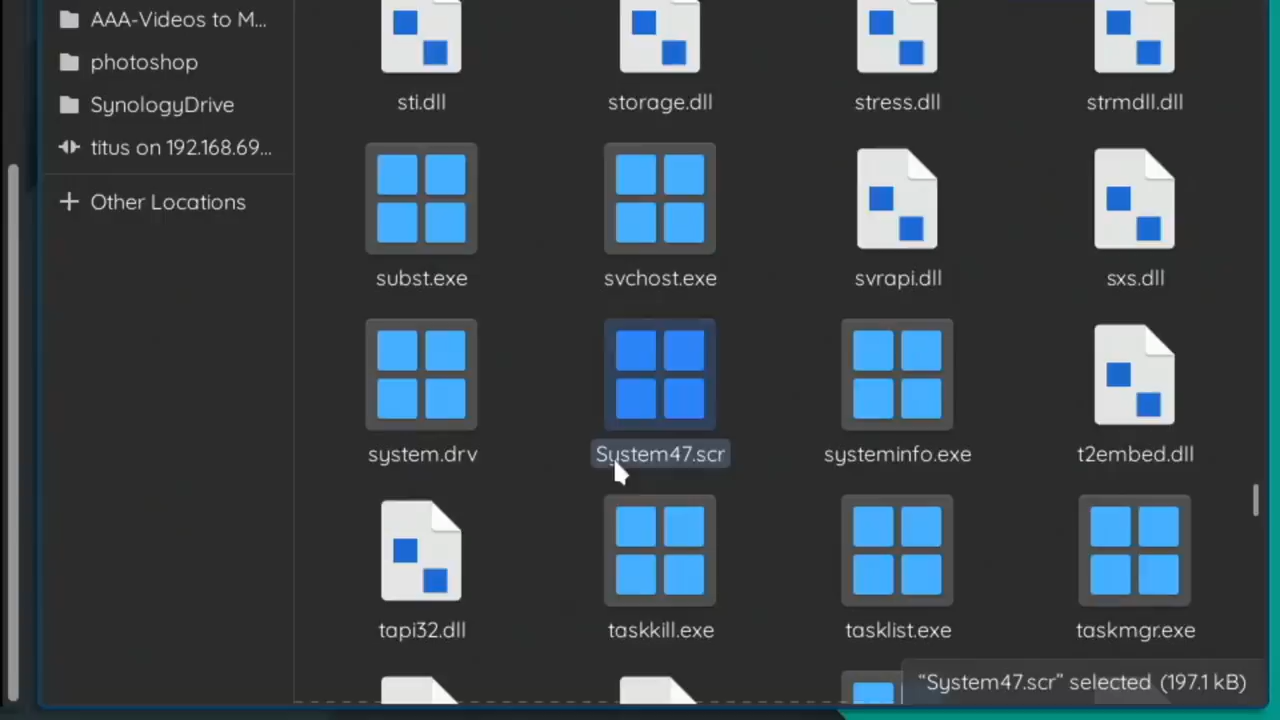 AAA-Videos to M...
photoshop
SynologyDrive
titus on 192.168.69...
Other Locations
sti.dll
storage.dll
stress.dll
strmdll.dll
subst.exe
svchost.exe
svrapi.dll
sxs.dll
system.drv
System47.scr
systeminfo.exe
t2embed.dll
tapi32.dll
taskkill.exe
tasklist.exe
taskmgr.exe
“System47.scr” selected (197.1 kB)